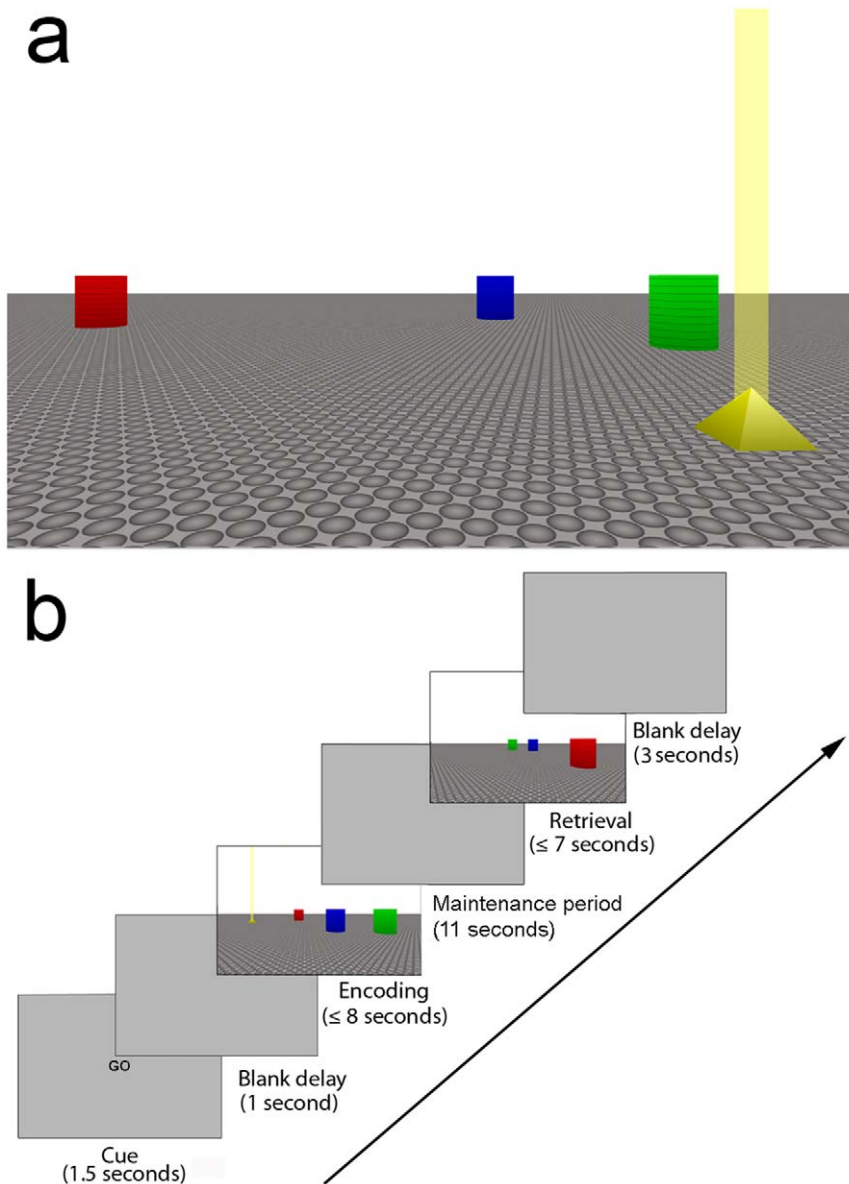 a
b
Blank delay
(3 seconds)
Retrieval
(≤ 7 seconds)
Maintenance period
(11 seconds)
Encoding
(≤ 8 seconds)
GO
Blank delay
(1 second)
Cue
(1.5 seconds)